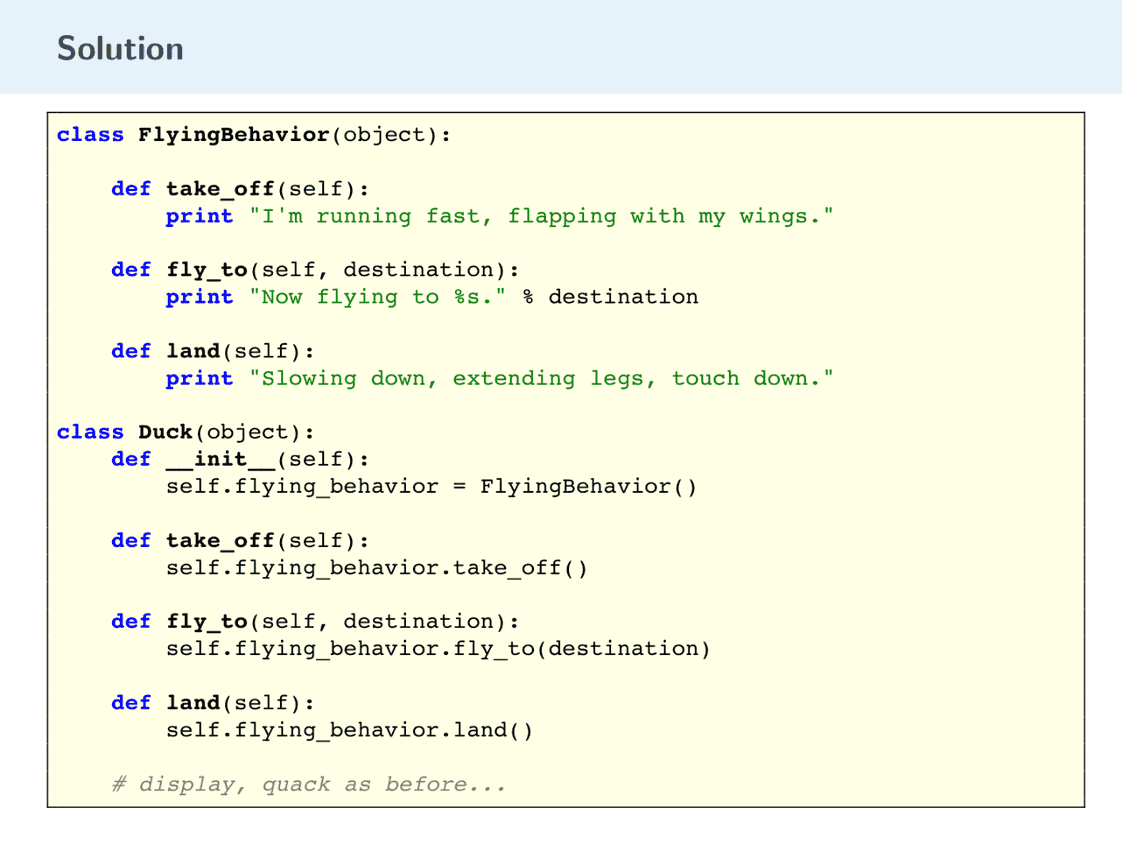 Solution
class FlyingBehavior(object):
    def take_off(self):
        print "I'm running fast, flapping with my wings."
    def fly_to(self, destination):
        print "Now flying to %s." % destination
    def land(self):
        print "Slowing down, extending legs, touch down."
class Duck(object):
    def __init__(self):
        self.flying_behavior = FlyingBehavior()
    def take_off(self):
        self.flying_behavior.take_off()
    def fly_to(self, destination):
        self.flying_behavior.fly_to(destination)
    def land(self):
        self.flying_behavior.land()
    # display, quack as before...